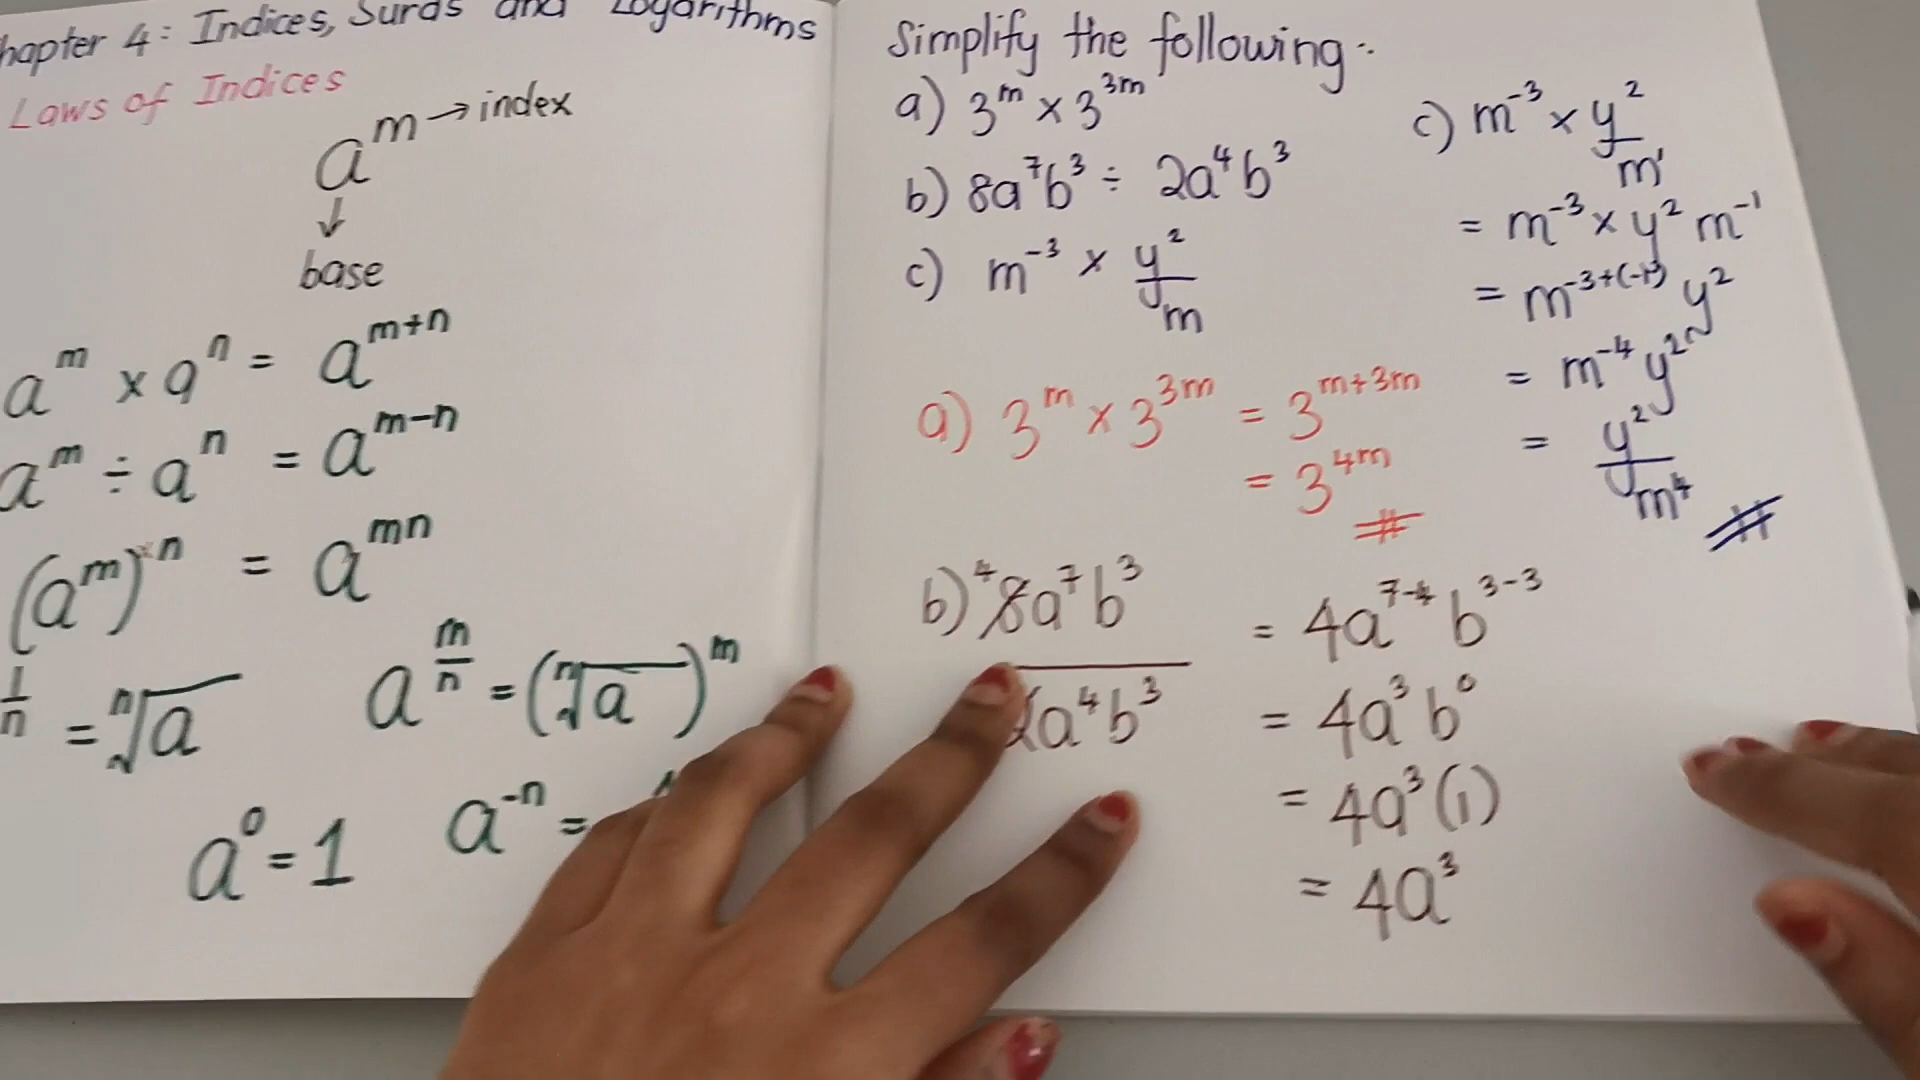 hapter 4: Indices, Surds and Logarithms
Laws of Indices
a^m → index
↓
base
a^m × a^n = a^(m+n)
a^m ÷ a^n = a^(m-n)
(a^m)^(×n) = a^(mn)
^(1/n) = ⁿ√a a^(m/n) = (ⁿ√a)^m
a^0 = 1 a^(-n) =
Simplify the following:
a) 3^m × 3^(3m)
b) 8a^7b^3 ÷ 2a^4b^3
c) m^(-3) × y^2/m
a) 3^m × 3^(3m) = 3^(m+3m)
= 3^(4m)
b) 4 8a^7b^3 / 2a^4b^3 = 4a^(7-4) b^(3-3)
= 4a^3 b^0
= 4a^3 (1)
= 4a^3
c) m^(-3) × y^2/m^1
= m^(-3) × y^2 m^(-1)
= m^(-3+(-1)) y^2
= m^(-4) y^2
= y^2/m^4